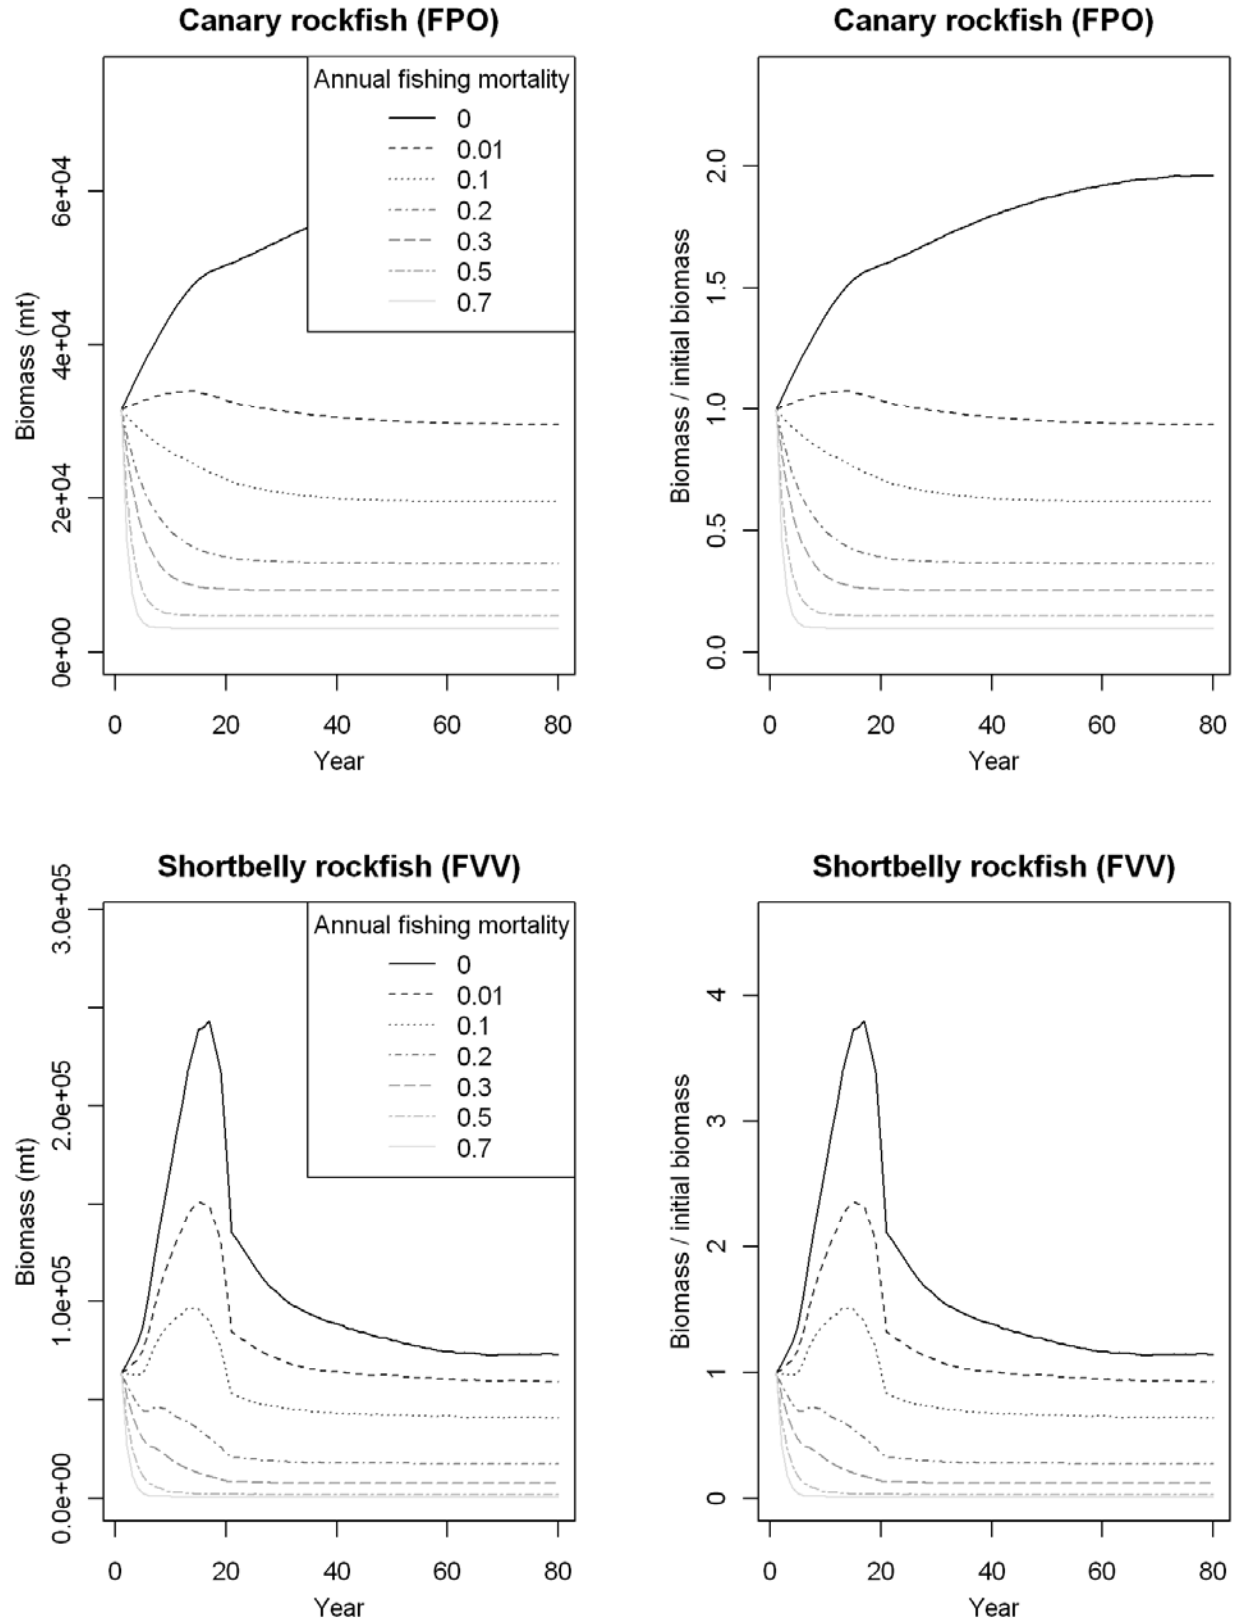 Canary rockfish (FPO)
Canary rockfish (FPO)
Biomass (mt)
0e+00 2e+04 4e+04 6e+04
Annual fishing mortality
0
0.01
0.1
0.2
0.3
0.5
0.7
0 20 40 60 80
Year
Biomass / initial biomass
0.0 0.5 1.0 1.5 2.0
0 20 40 60 80
Year
Shortbelly rockfish (FVV)
Shortbelly rockfish (FVV)
Biomass (mt)
0.0e+00 1.0e+05 2.0e+05 3.0e+05
Annual fishing mortality
0
0.01
0.1
0.2
0.3
0.5
0.7
0 20 40 60 80
Year
Biomass / initial biomass
0 1 2 3 4
0 20 40 60 80
Year